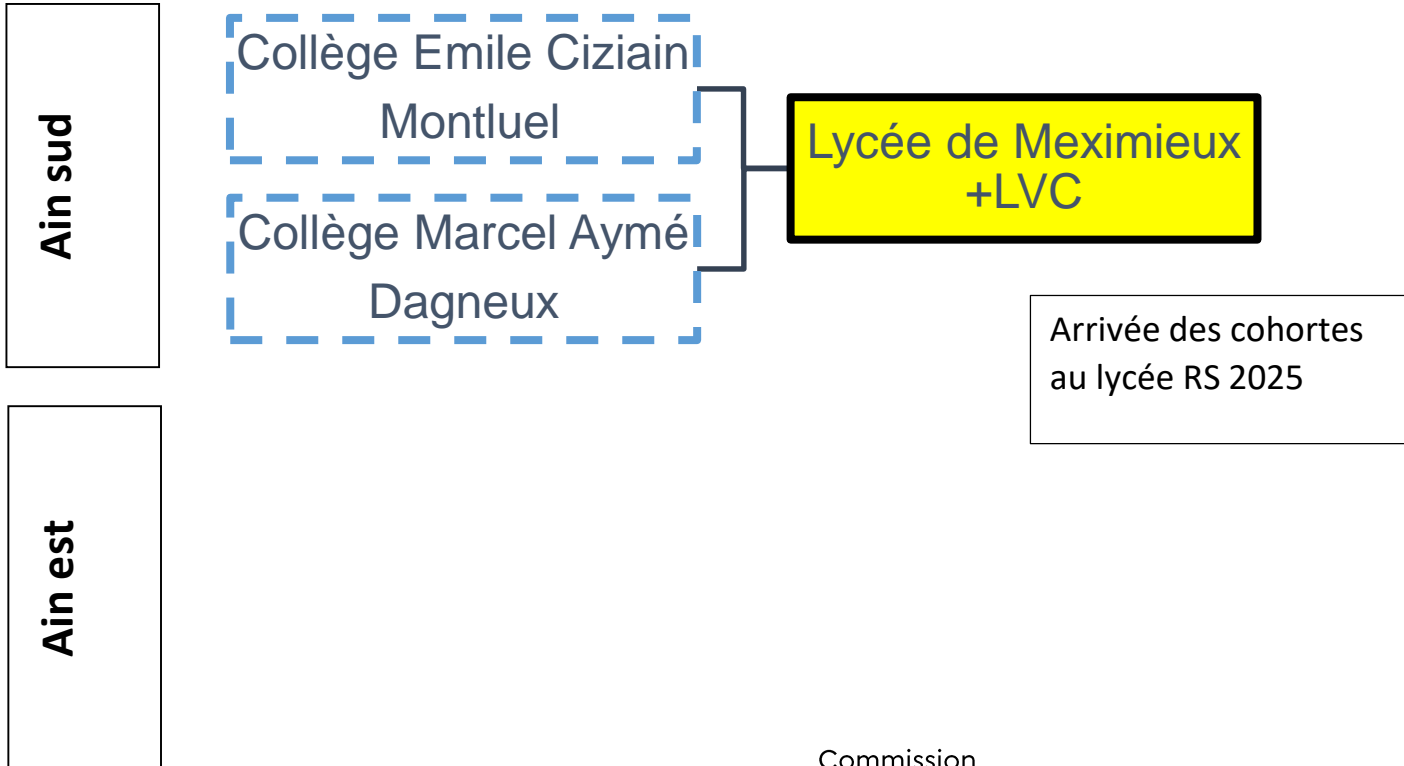 Ain sud
Collège Emile Ciziain
Montluel
Collège Marcel Aymé
Dagneux
Lycée de Meximieux
+LVC
Arrivée des cohortes
au lycée RS 2025
Ain est
Commission